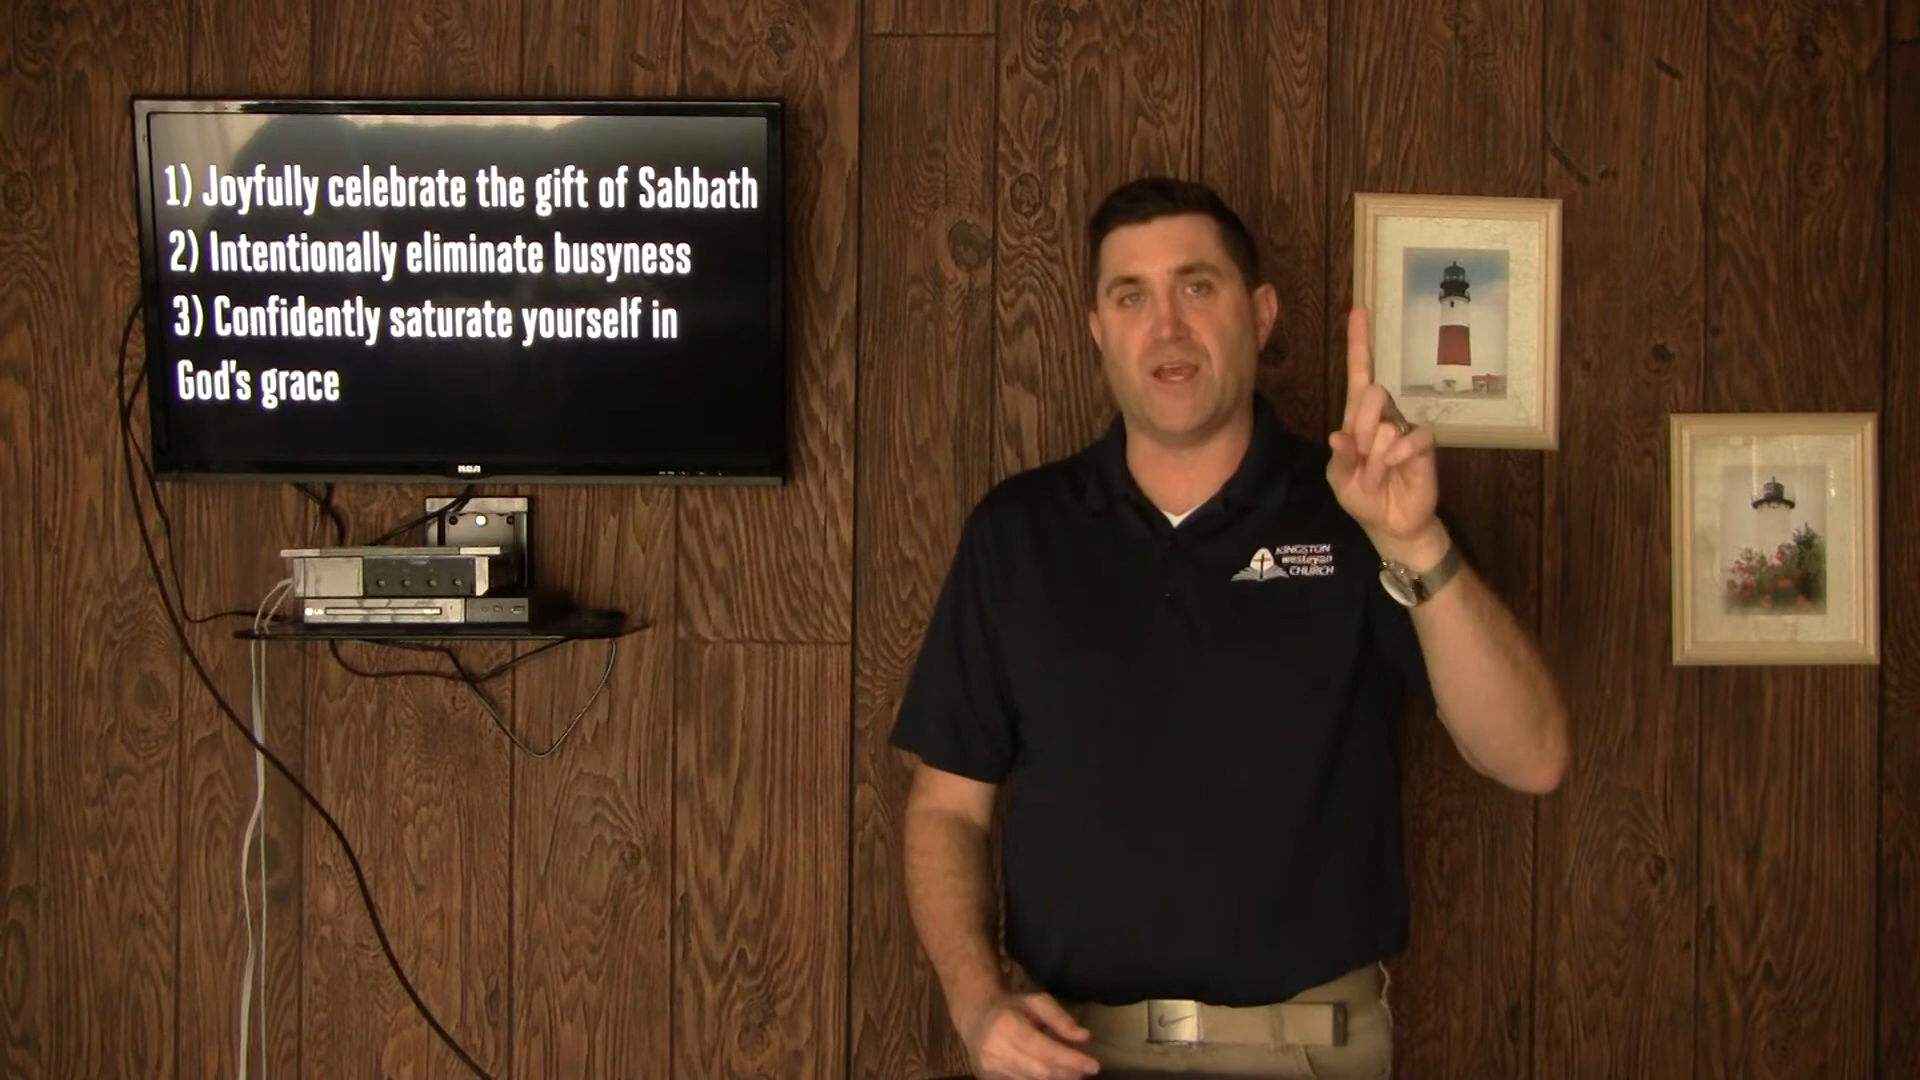 1) Joyfully celebrate the gift of Sabbath
2) Intentionally eliminate busyness
3) Confidently saturate yourself in
God's grace
RCA
LG
KINGSTON
wesleyan
CHURCH